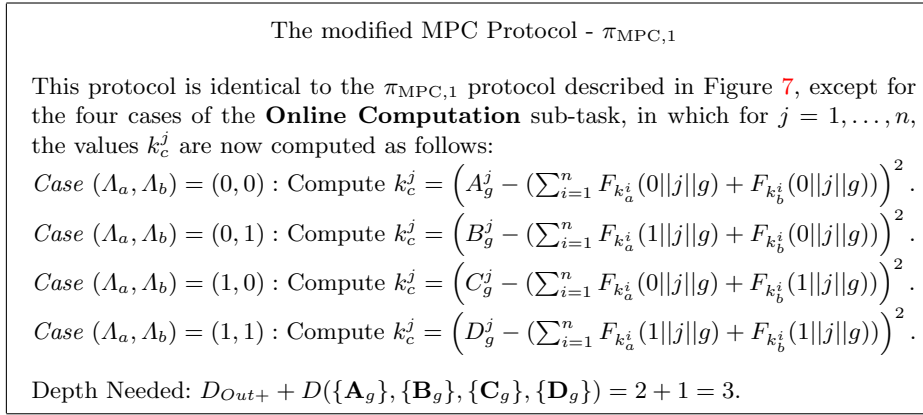 The modified MPC Protocol - π_{MPC,1}
This protocol is identical to the π_{MPC,1} protocol described in Figure 7, except for
the four cases of the Online Computation sub-task, in which for j = 1, . . . , n,
the values k_c^j are now computed as follows:
Case (Λ_a, Λ_b) = (0, 0) : Compute k_c^j = (A_g^j − (∑_{i=1}^n F_{k_a^i}(0||j||g) + F_{k_b^i}(0||j||g)))^2 .
Case (Λ_a, Λ_b) = (0, 1) : Compute k_c^j = (B_g^j − (∑_{i=1}^n F_{k_a^i}(1||j||g) + F_{k_b^i}(0||j||g)))^2 .
Case (Λ_a, Λ_b) = (1, 0) : Compute k_c^j = (C_g^j − (∑_{i=1}^n F_{k_a^i}(0||j||g) + F_{k_b^i}(1||j||g)))^2 .
Case (Λ_a, Λ_b) = (1, 1) : Compute k_c^j = (D_g^j − (∑_{i=1}^n F_{k_a^i}(1||j||g) + F_{k_b^i}(1||j||g)))^2 .
Depth Needed: D_{Out+} + D({A_g}, {B_g}, {C_g}, {D_g}) = 2 + 1 = 3.